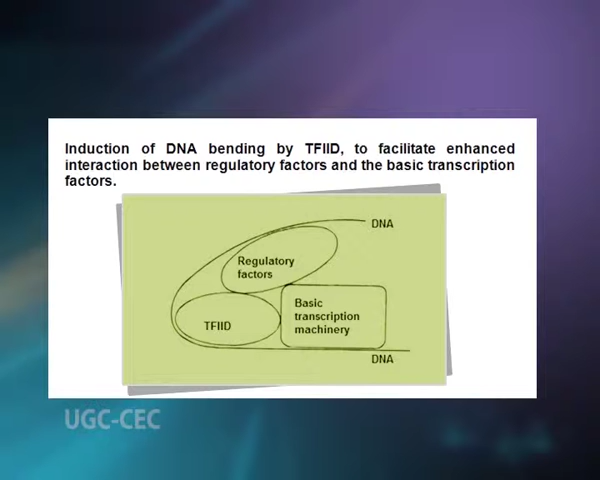 Induction of DNA bending by TFIID, to facilitate enhanced
interaction between regulatory factors and the basic transcription
factors.
DNA
Regulatory
factors
Basic
transcription
machinery
TFIID
DNA
UGC-CEC